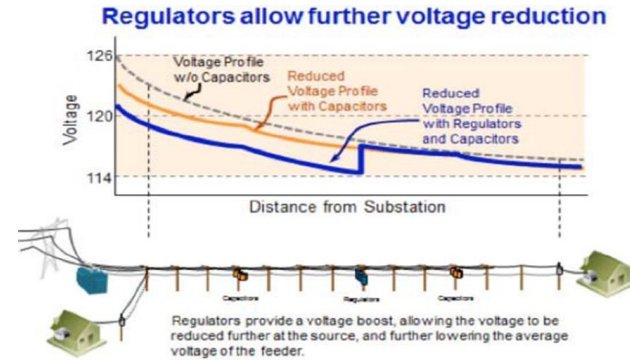 Regulators allow further voltage reduction
126
120
114
Voltage
Voltage Profile
w/o Capacitors
Reduced
Voltage Profile
with Capacitors
Reduced
Voltage Profile
with Regulators
and Capacitors
Distance from Substation
Capacitors
Regulators
Capacitors
Regulators provide a voltage boost, allowing the voltage to be
reduced further at the source, and further lowering the average
voltage of the feeder.